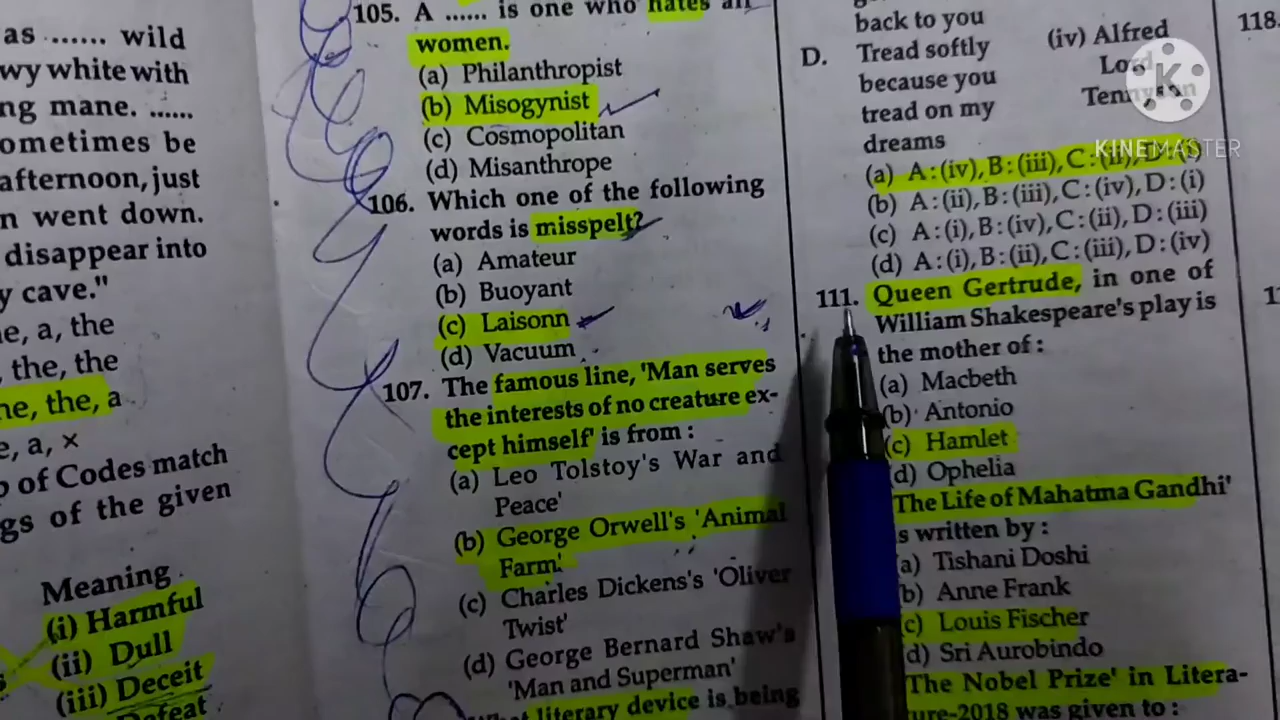 as ...... wild
wy white with
ng mane. ......
ometimes be
afternoon, just
n went down.
disappear into
y cave."
ne, a, the
, the, the
he, the, a
e, a, ×
of Codes match
gs of the given
Meaning
(i) Harmful
(ii) Dull
(iii) Deceit
105. A ...... is one who hates all
women.
(a) Philanthropist
(b) Misogynist
(c) Cosmopolitan
(d) Misanthrope
106. Which one of the following
words is misspelt?
(a) Amateur
(b) Buoyant
(c) Laisonn
(d) Vacuum
107. The famous line, 'Man serves
the interests of no creature ex-
cept himself' is from :
(a) Leo Tolstoy's War and
Peace'
(b) George Orwell's 'Animal
Farm.'
(c) Charles Dickens's 'Oliver
Twist'
(d) George Bernard Shaw's
'Man and Superman'
literary device is being
back to you
D. Tread softly (iv) Alfred
because you Lord
tread on my Tennyson
dreams
(a) A:(iv), B:(iii), C:(ii), D:(i)
(b) A:(ii), B:(iii), C:(iv), D:(i)
(c) A:(i), B:(iv), C:(ii), D:(iii)
(d) A:(i), B:(ii), C:(iii), D:(iv)
111. Queen Gertrude, in one of
William Shakespeare's play is
the mother of :
(a) Macbeth
(b) Antonio
(c) Hamlet
(d) Ophelia
'The Life of Mahatma Gandhi'
s written by :
(a) Tishani Doshi
(b) Anne Frank
(c) Louis Fischer
(d) Sri Aurobindo
'The Nobel Prize' in Litera-
ture-2018 was given to :
118.
K
KINEMASTER